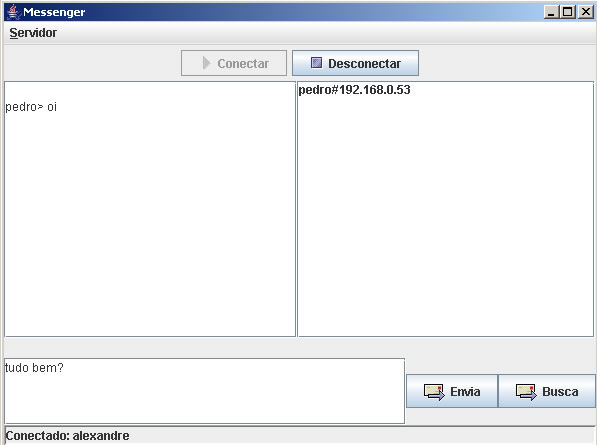 Messenger
Servidor
Conectar
Desconectar
pedro> oi
pedro#192.168.0.53
tudo bem?
Envia
Busca
Conectado: alexandre